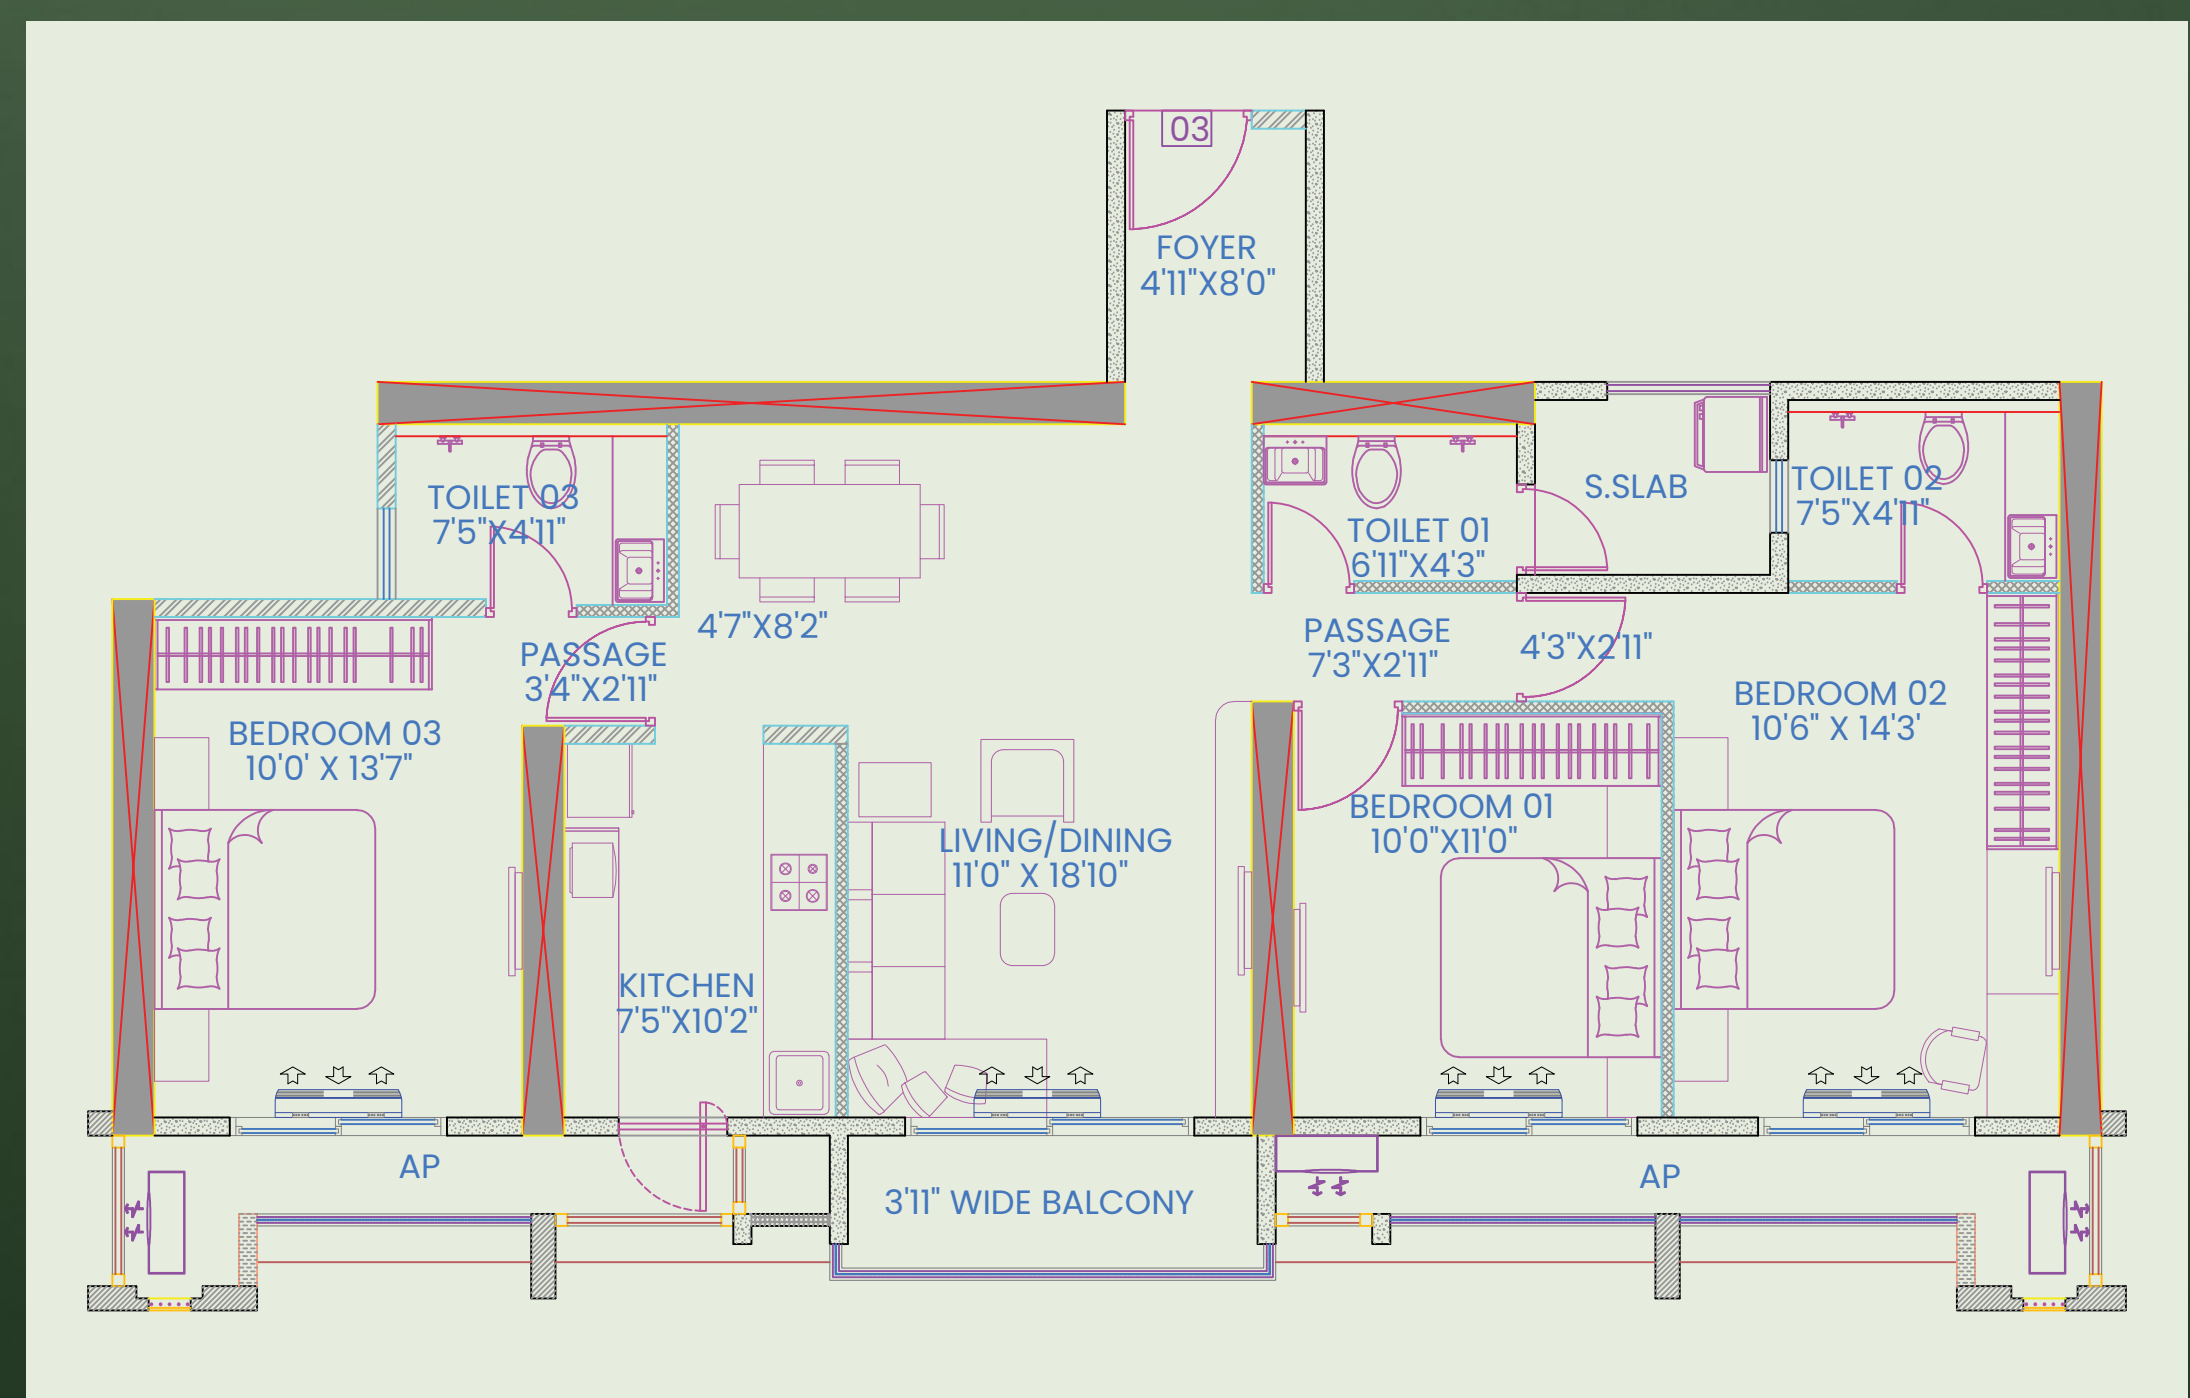 03
FOYER
4'11"X8'0"
TOILET 03
7'5"X4'11"
4'7"X8'2"
PASSAGE
3'4"X2'11"
TOILET 01
6'11"X4'3"
S.SLAB
TOILET 02
7'5"X4'11"
PASSAGE
7'3"X2'11"
4'3"X2'11"
BEDROOM 03
10'0' X 13'7"
BEDROOM 02
10'6" X 14'3'
LIVING/DINING
11'0" X 18'10"
BEDROOM 01
10'0"X11'0"
KITCHEN
7'5"X10'2"
AP
3'11" WIDE BALCONY
AP